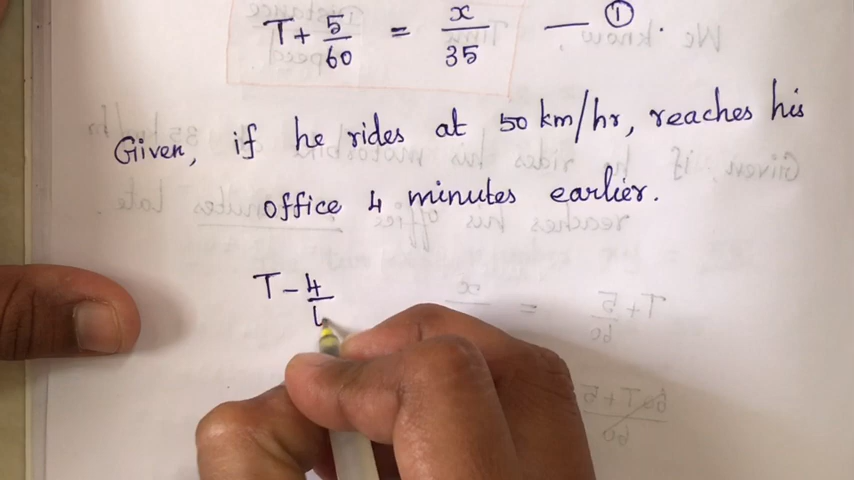 T + 5/60 = x/35 — ①.
Given, if he rides at 50 km/hr, reaches his
office 4 minutes earlier.
T - 4/